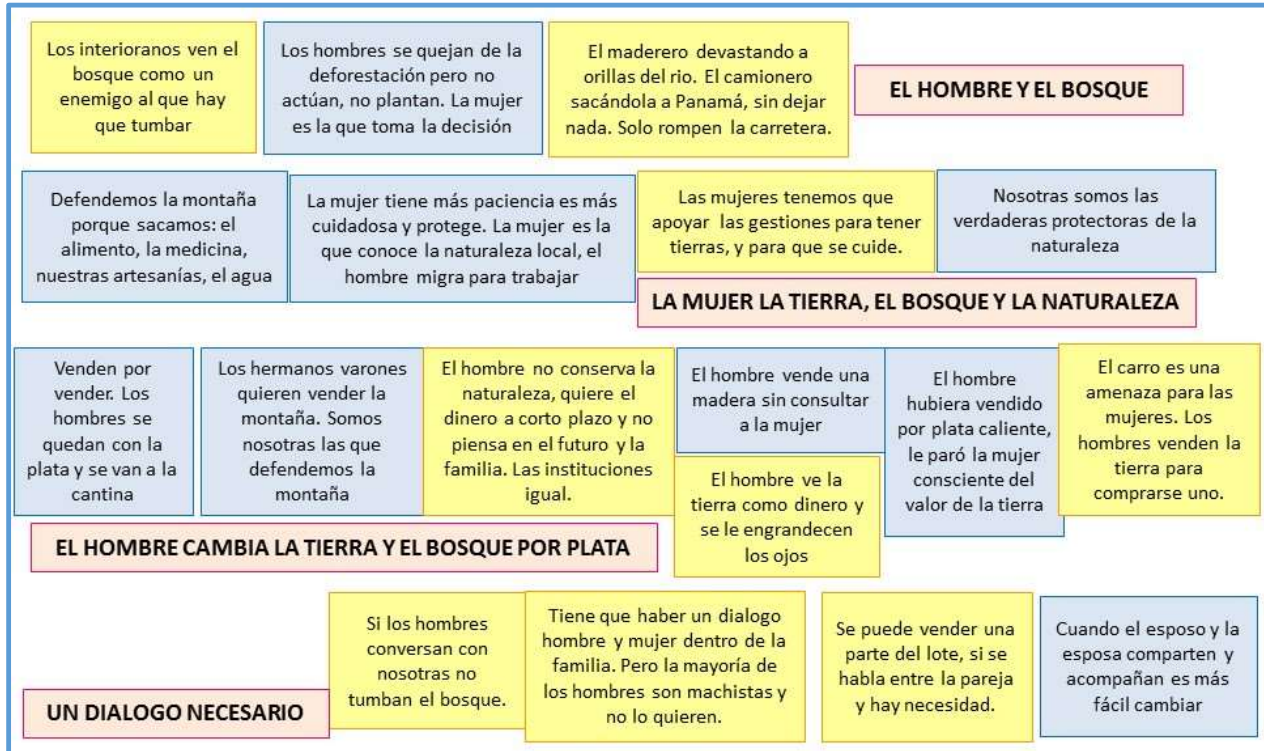 Los interioranos ven el
bosque como un
enemigo al que hay
que tumbar
Los hombres se quejan de la
deforestación pero no
actúan, no plantan. La mujer
es la que toma la decisión
El maderero devastando a
orillas del rio. El camionero
sacándola a Panamá, sin dejar
nada. Solo rompen la carretera.
EL HOMBRE Y EL BOSQUE
Defendemos la montaña
porque sacamos: el
alimento, la medicina,
nuestras artesanías, el agua
La mujer tiene más paciencia es más
cuidadosa y protege. La mujer es la
que conoce la naturaleza local, el
hombre migra para trabajar
Las mujeres tenemos que
apoyar las gestiones para tener
tierras, y para que se cuide.
Nosotras somos las
verdaderas protectoras de la
naturaleza
LA MUJER LA TIERRA, EL BOSQUE Y LA NATURALEZA
Venden por
vender. Los
hombres se
quedan con la
plata y se van a la
cantina
Los hermanos varones
quieren vender la
montaña. Somos
nosotras las que
defendemos la
montaña
El hombre no conserva la
naturaleza, quiere el
dinero a corto plazo y no
piensa en el futuro y la
familia. Las instituciones
igual.
El hombre vende una
madera sin consultar
a la mujer
El hombre ve la
tierra como dinero y
se le engrandecen
los ojos
El hombre
hubiera vendido
por plata caliente,
le paró la mujer
consciente del
valor de la tierra
El carro es una
amenaza para las
mujeres. Los
hombres venden la
tierra para
comprarse uno.
EL HOMBRE CAMBIA LA TIERRA Y EL BOSQUE POR PLATA
Si los hombres
conversan con
nosotras no
tumban el bosque.
Tiene que haber un dialogo
hombre y mujer dentro de la
familia. Pero la mayoría de
los hombres son machistas y
no lo quieren.
Se puede vender una
parte del lote, si se
habla entre la pareja
y hay necesidad.
Cuando el esposo y la
esposa comparten y
acompañan es más
fácil cambiar
UN DIALOGO NECESARIO